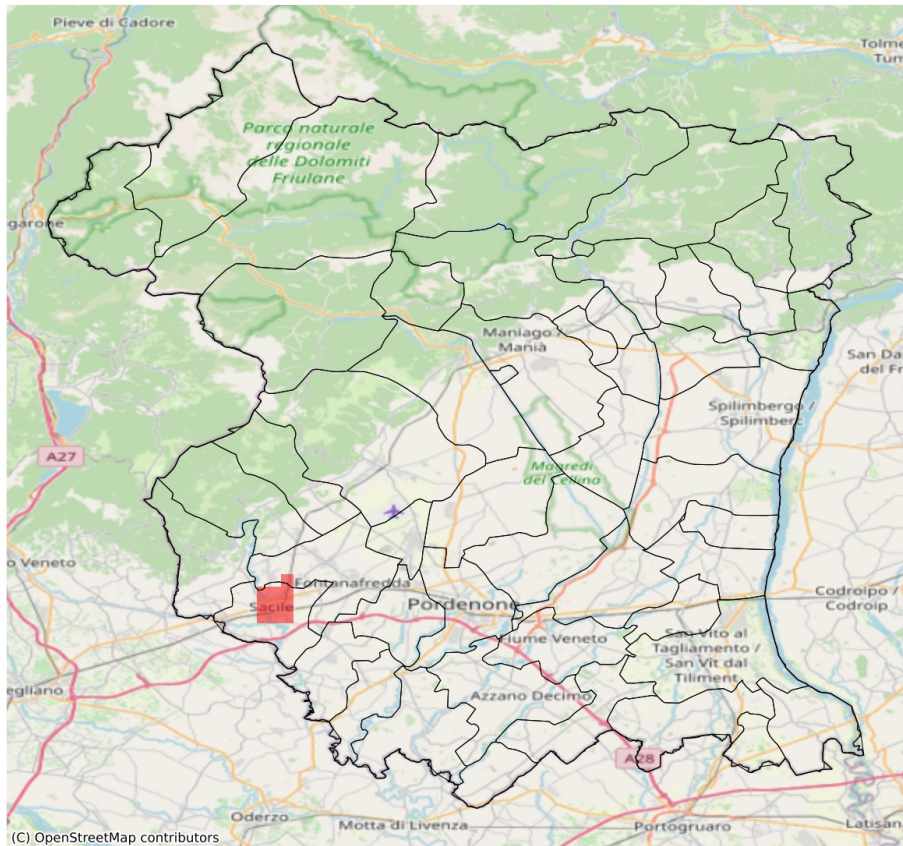 Pieve di Cadore
Tolme
Tum
Parco naturale
regionale
delle Dolomiti
Friulane
garone
Maniago /
Manià
San Da
del Fr
Spilimbergo /
Spilimberc
A27
Magredi
del Cellina
o Veneto
Fontanafredda
Codroipo /
Codroip
Sacile
Pordenone
Fiume Veneto
San Vito al
Tagliamento /
San Vît dal
Tiliment
egliano
Azzano Decimo
A28
Oderzo
Motta di Livenza
Portogruaro
Latisan
(C) OpenStreetMap contributors